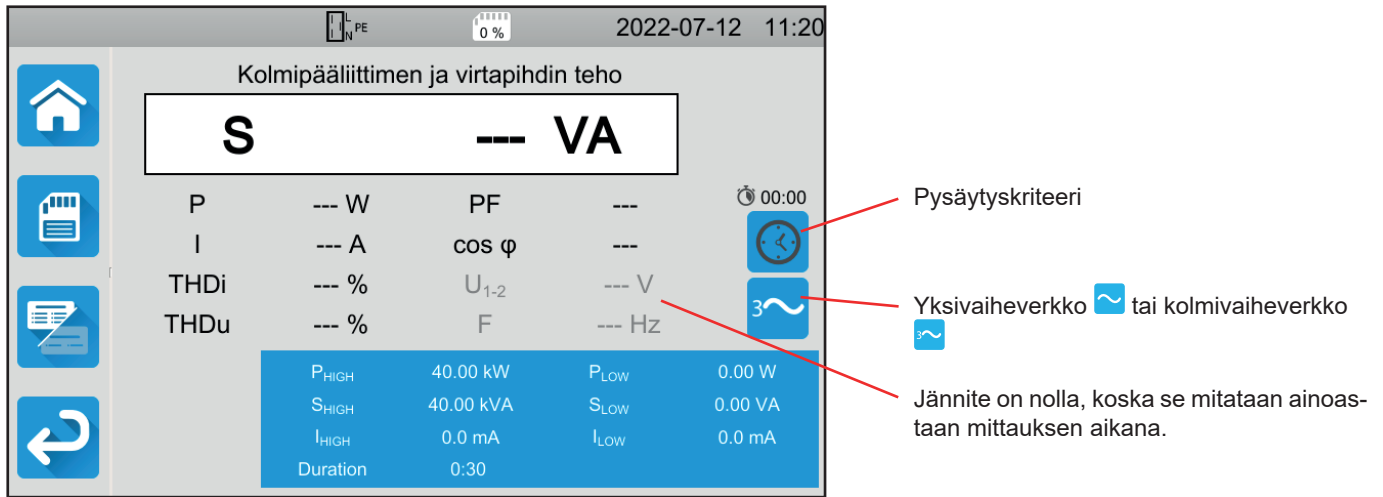 L N PE 0 % 2022-07-12 11:20
Kolmipääliittimen ja virtapihdin teho
S --- VA
P --- W PF --- 00:00
I --- A cos φ ---
THDi --- % U1-2 --- V
THDu --- % F --- Hz
3
PHIGH 40.00 kW PLOW 0.00 W
SHIGH 40.00 kVA SLOW 0.00 VA
IHIGH 0.0 mA ILOW 0.0 mA
Duration 0:30
Pysäytyskriteeri
Yksivaiheverkko tai kolmivaiheverkko
3
Jännite on nolla, koska se mitataan ainoas-
taan mittauksen aikana.